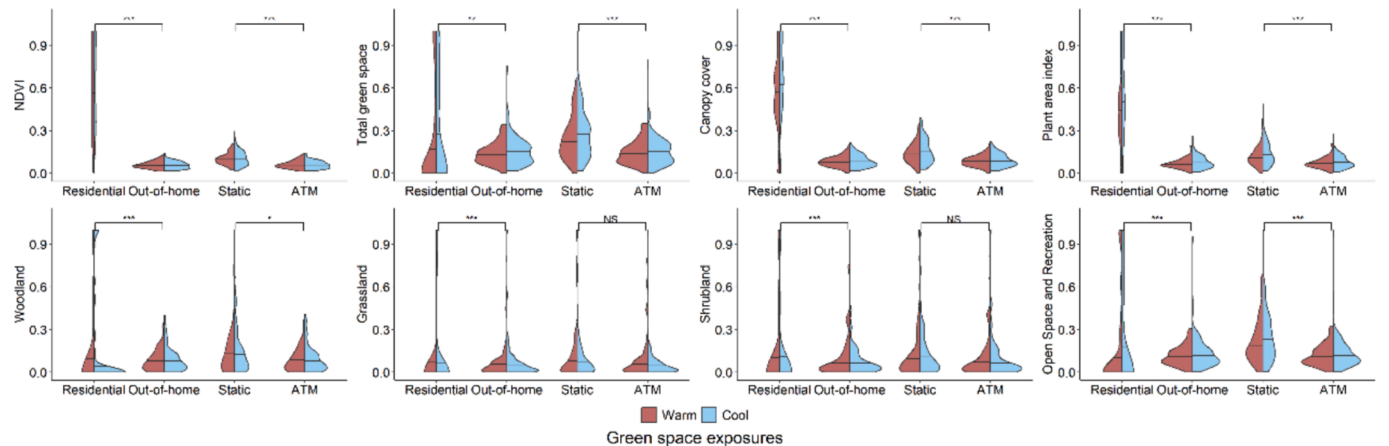 NDVI
0.9
0.6
0.3
0.0
Residential Out-of-home Static ATM
Total green space
0.9
0.6
0.3
0.0
Residential Out-of-home Static ATM
Canopy cover
0.9
0.6
0.3
0.0
Residential Out-of-home Static ATM
Plant area index
0.9
0.6
0.3
0.0
Residential Out-of-home Static ATM
Woodland
0.9
0.6
0.3
0.0
Residential Out-of-home Static ATM
Grassland
NS
0.9
0.6
0.3
0.0
Residential Out-of-home Static ATM
Shrubland
NS
0.9
0.6
0.3
0.0
Residential Out-of-home Static ATM
Open Space and Recreation
0.9
0.6
0.3
0.0
Residential Out-of-home Static ATM
Warm Cool
Green space exposures